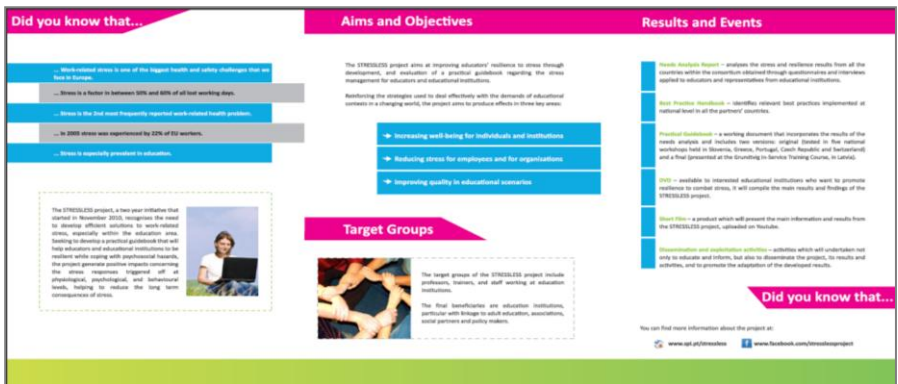 Did you know that...
... Work-related stress is one of the biggest health and safety challenges that we
face in Europe.
... Stress is a factor in between 50% and 60% of all lost working days.
... Stress is the 2nd most frequently reported work-related health problem.
... In 2005 stress was experienced by 22% of EU workers.
... Stress is especially prevalent in education.
The STRESSLESS project, a two year initiative that
started in November 2010, recognises the need
to develop efficient solutions to work-related
stress, especially within the education area.
Seeking to develop a practical guidebook that will
help educators and educational institutions to be
resilient while coping with psychosocial hazards,
the project generate positive impacts concerning
the stress responses triggered off at
physiological, psychological, and behavioural
levels, helping to reduce the long term
consequences of stress.
Aims and Objectives
The STRESSLESS project aims at improving educators' resilience to stress through
development, and evaluation of a practical guidebook regarding the stress
management for educators and educational institutions.
Reinforcing the strategies used to deal effectively with the demands of educational
contexts in a changing world, the project aims to produce effects in three key areas:
Increasing well-being for individuals and institutions
Reducing stress for employees and for organisations
Improving quality in educational scenarios
Target Groups
The target groups of the STRESSLESS project include
professors, trainers, and staff working at education
institutions.
The final beneficiaries are education institutions,
particular with linkage to adult education, associations,
social partners and policy makers.
Results and Events
Needs Analysis Report – analyses the stress and resilience results from all the
countries within the consortium obtained through questionnaires and interviews
applied to educators and representatives from educational institutions.
Best Practice Handbook – identifies relevant best practices implemented at
national level in all the partners' countries.
Practical Guidebook – a working document that incorporates the results of the
needs analysis and includes two versions: original (tested in five national
workshops held in Slovenia, Greece, Portugal, Czech Republic and Switzerland)
and a final (presented at the Grundtvig In-Service Training Course, in Latvia).
DVD – available to interested educational institutions who want to promote
resilience to combat stress, it will compile the main results and findings of the
STRESSLESS project.
Short Film – a product which will present the main information and results from
the STRESSLESS project, uploaded on Youtube.
Dissemination and exploitation activities – activities which will undertaken not
only to educate and inform, but also to disseminate the project, to results and
activities, and to promote the adaptation of the developed results.
Did you know that...
You can find more information about the project at:
www.spi.pt/stressless
www.facebook.com/stresslessproject